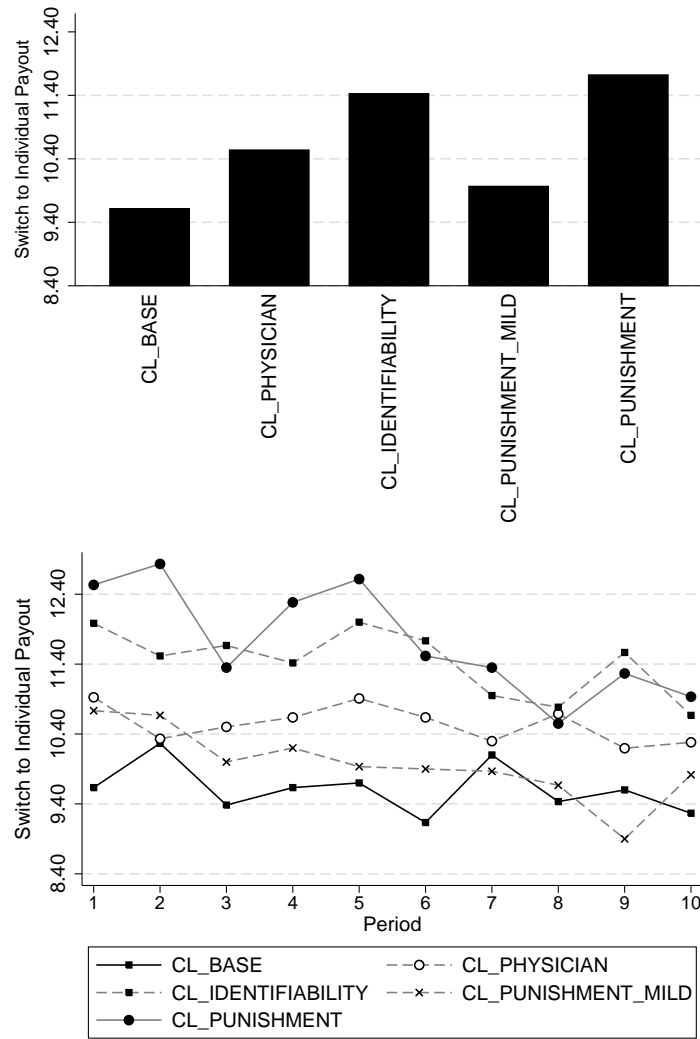 Switch to Individual Payout
12.40
11.40
10.40
9.40
8.40
CL_BASE
CL_PHYSICIAN
CL_IDENTIFIABILITY
CL_PUNISHMENT_MILD
CL_PUNISHMENT
Switch to Individual Payout
12.40
11.40
10.40
9.40
8.40
1 2 3 4 5 6 7 8 9 10
Period
CL_BASE CL_PHYSICIAN
CL_IDENTIFIABILITY CL_PUNISHMENT_MILD
CL_PUNISHMENT